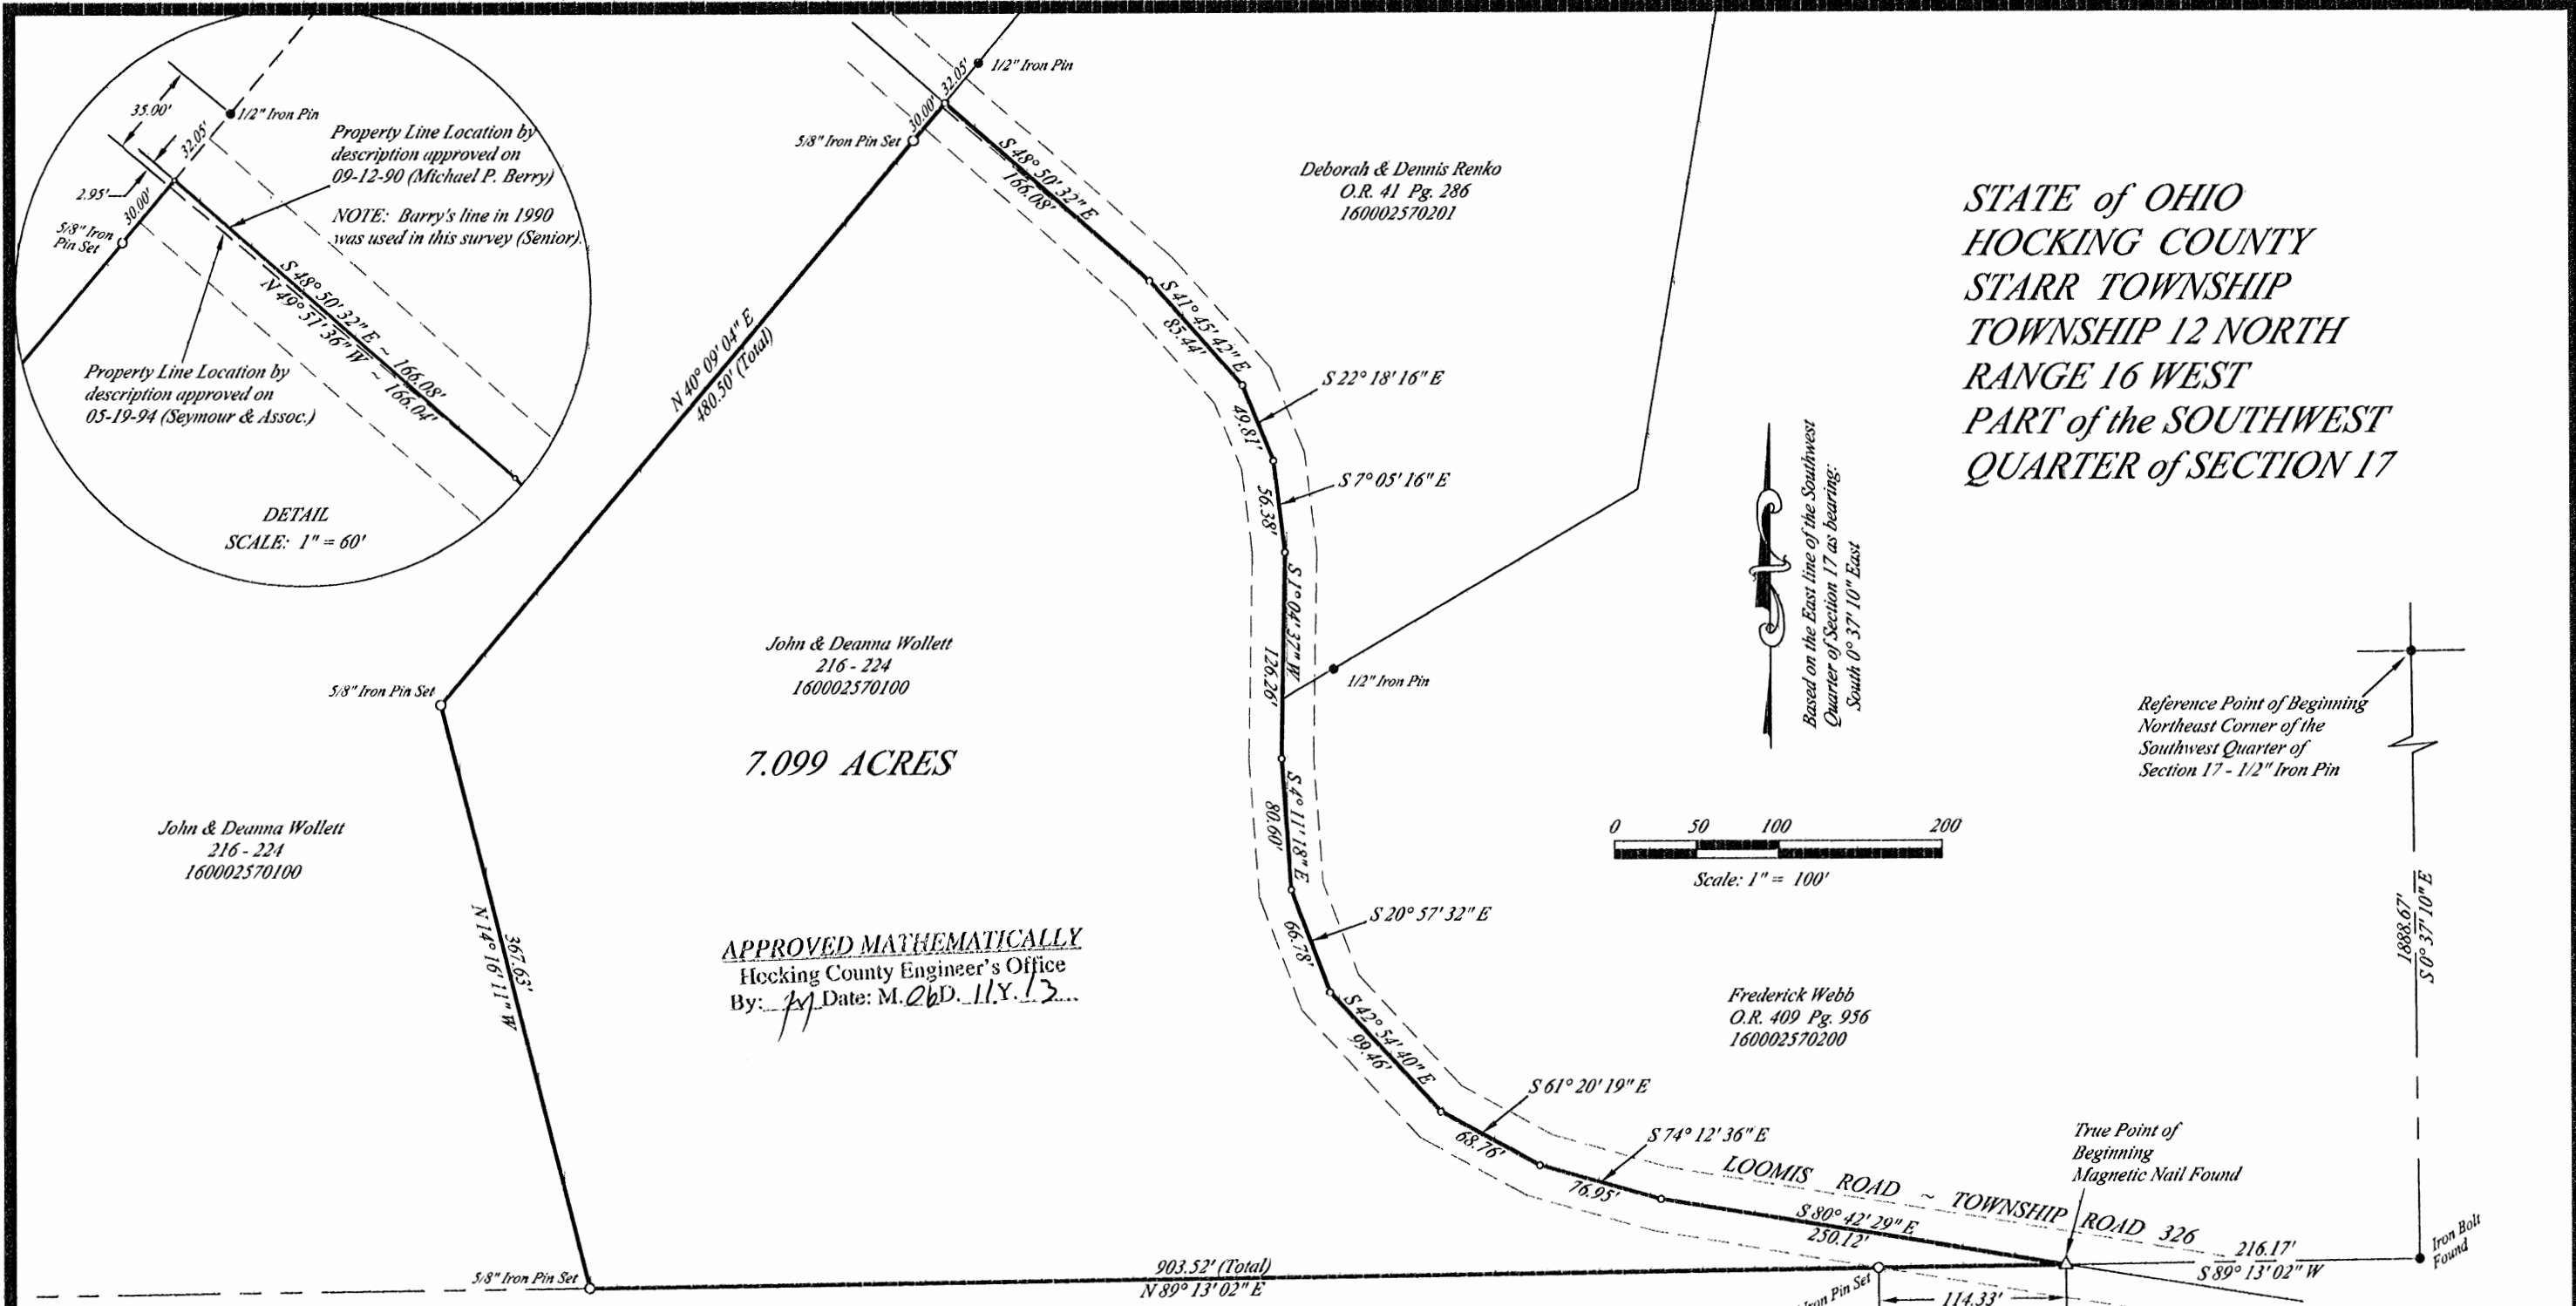 35.00'
1/2" Iron Pin
32.05'
2.95'
30.00'
5/8" Iron
Pin Set
Property Line Location by
description approved on
09-12-90 (Michael P. Berry)
NOTE: Barry's line in 1990
was used in this survey (Senior).
S 48° 50' 32" E ~ 166.08'
N 49° 51' 36" W ~ 166.04'
Property Line Location by
description approved on
05-19-94 (Seymour & Assoc.)
DETAIL
SCALE: 1" = 60'
32.05'
1/2" Iron Pin
30.00'
5/8" Iron Pin Set
S 48° 50' 32" E
166.08'
Deborah & Dennis Renko
O.R. 41 Pg. 286
160002570201
STATE of OHIO
HOCKING COUNTY
STARR TOWNSHIP
TOWNSHIP 12 NORTH
RANGE 16 WEST
PART of the SOUTHWEST
QUARTER of SECTION 17
N 40° 09' 04" E
480.50' (Total)
S 41° 45' 42" E
85.44'
S 22° 18' 16" E
49.81'
S 7° 05' 16" E
56.38'
S 1° 04' 37" W
126.26'
1/2" Iron Pin
Based on the East line of the Southwest
Quarter of Section 17 as bearing:
South 0° 37' 10" East
John & Deanna Wollett
216 - 224
160002570100
5/8" Iron Pin Set
7.099 ACRES
Reference Point of Beginning
Northeast Corner of the
Southwest Quarter of
Section 17 - 1/2" Iron Pin
John & Deanna Wollett
216 - 224
160002570100
S 4° 11' 18" E
80.60'
0 50 100 200
Scale: 1" = 100'
367.63'
N 14° 16' 11" W
APPROVED MATHEMATICALLY
Hocking County Engineer's Office
By: Date: M. 06 D. 11 Y. 13
S 20° 57' 32" E
66.78'
1888.67'
S 0° 37' 10" E
Frederick Webb
O.R. 409 Pg. 956
160002570200
S 42° 54' 40" E
99.46'
S 61° 20' 19" E
68.76'
S 74° 12' 36" E
76.95'
True Point of
Beginning
Magnetic Nail Found
LOOMIS ROAD ~ TOWNSHIP ROAD 326
S 80° 42' 29" E
250.12'
216.17'
S 89° 13' 02" W
Iron Bolt
Found
5/8" Iron Pin Set
903.52' (Total)
N 89° 13' 02" E
Iron Pin Set
114.33'